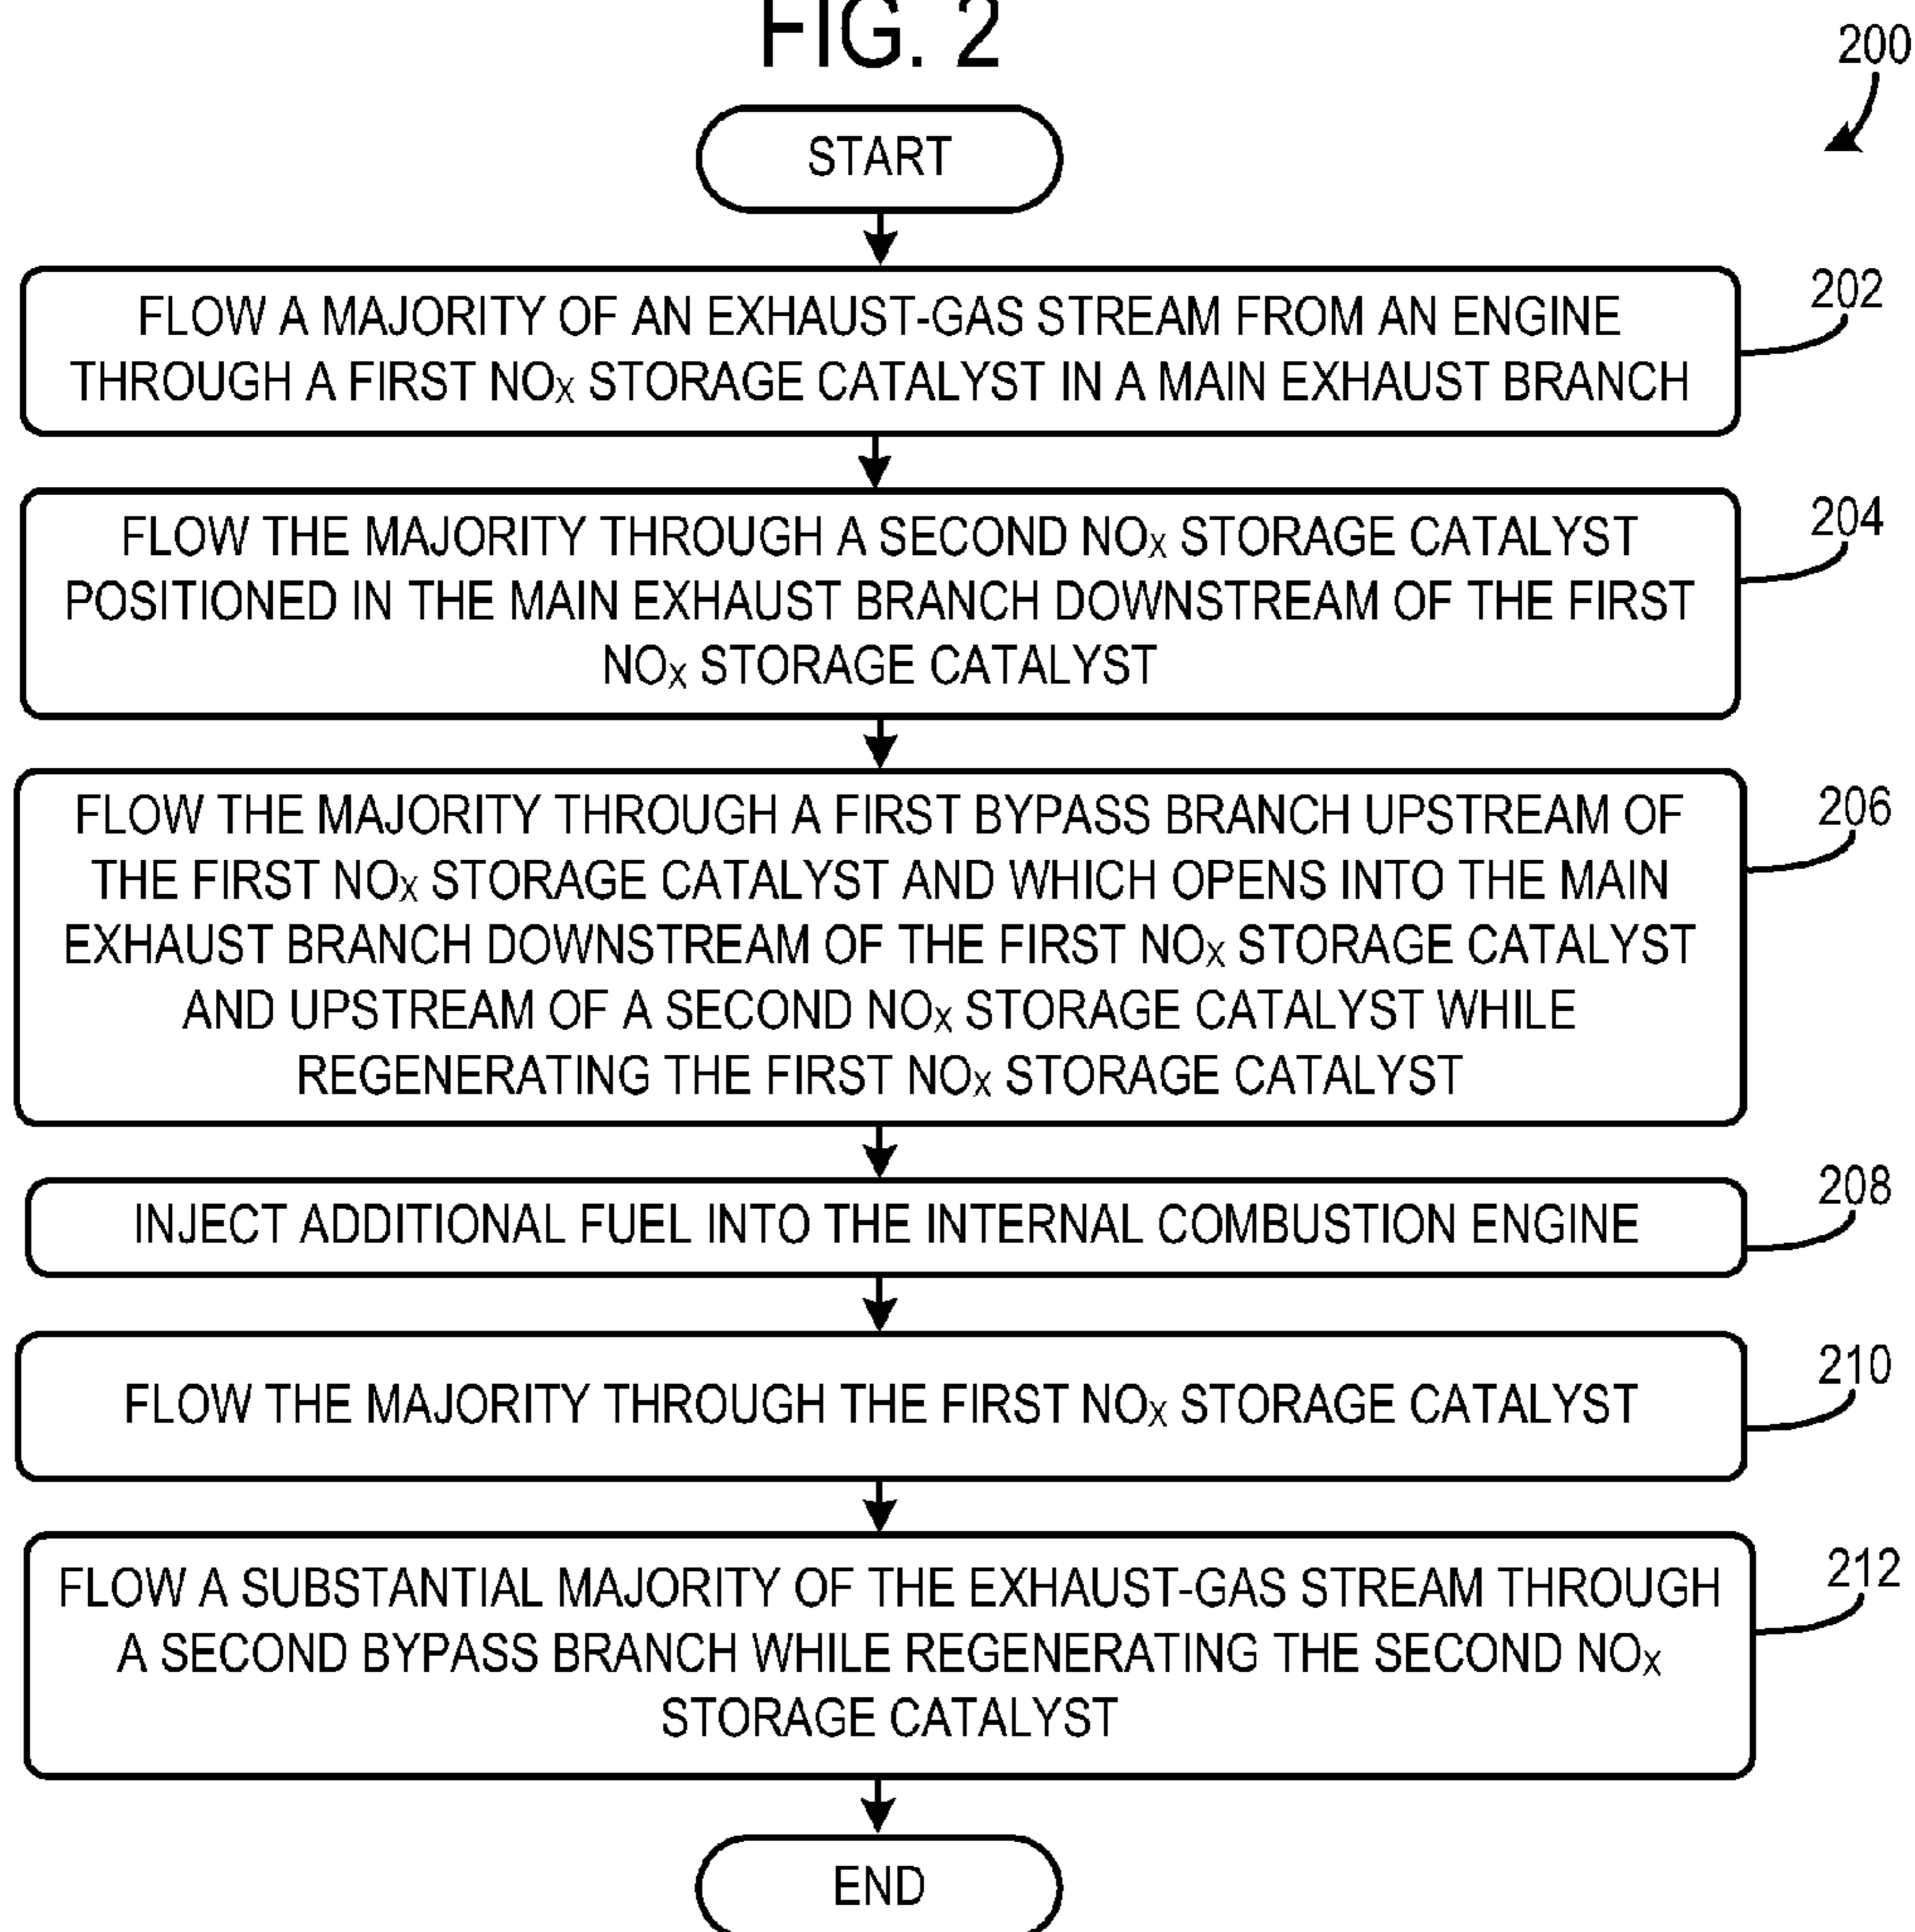 FIG. 2
200
START
FLOW A MAJORITY OF AN EXHAUST-GAS STREAM FROM AN ENGINE
THROUGH A FIRST NOX STORAGE CATALYST IN A MAIN EXHAUST BRANCH
202
FLOW THE MAJORITY THROUGH A SECOND NOX STORAGE CATALYST
POSITIONED IN THE MAIN EXHAUST BRANCH DOWNSTREAM OF THE FIRST
NOX STORAGE CATALYST
204
FLOW THE MAJORITY THROUGH A FIRST BYPASS BRANCH UPSTREAM OF
THE FIRST NOX STORAGE CATALYST AND WHICH OPENS INTO THE MAIN
EXHAUST BRANCH DOWNSTREAM OF THE FIRST NOX STORAGE CATALYST
AND UPSTREAM OF A SECOND NOX STORAGE CATALYST WHILE
REGENERATING THE FIRST NOX STORAGE CATALYST
206
INJECT ADDITIONAL FUEL INTO THE INTERNAL COMBUSTION ENGINE
208
FLOW THE MAJORITY THROUGH THE FIRST NOX STORAGE CATALYST
210
FLOW A SUBSTANTIAL MAJORITY OF THE EXHAUST-GAS STREAM THROUGH
A SECOND BYPASS BRANCH WHILE REGENERATING THE SECOND NOX
STORAGE CATALYST
212
END